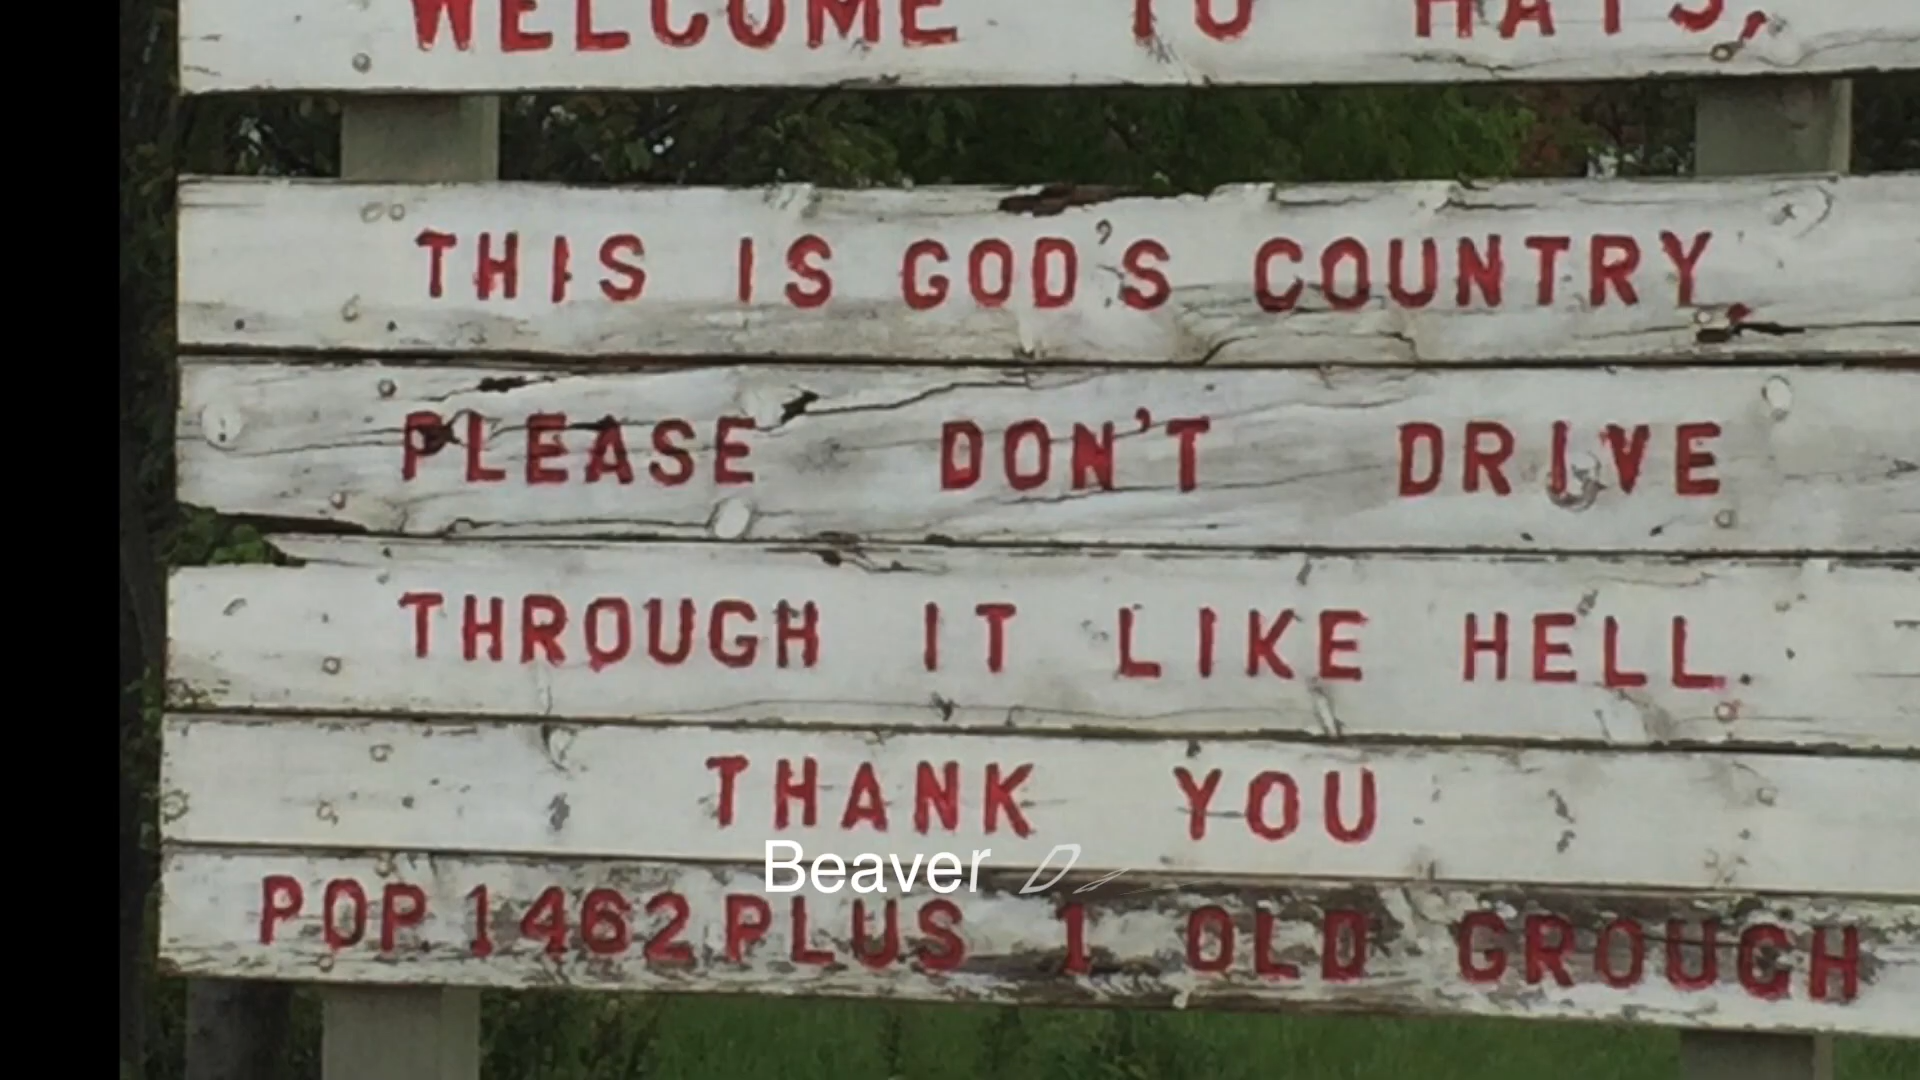 WELCOME TO HAYS,
THIS IS GOD'S COUNTRY.
PLEASE DON'T DRIVE
THROUGH IT LIKE HELL.
THANK YOU
Beaver
POP. 1462 PLUS 1 OLD GROUGH